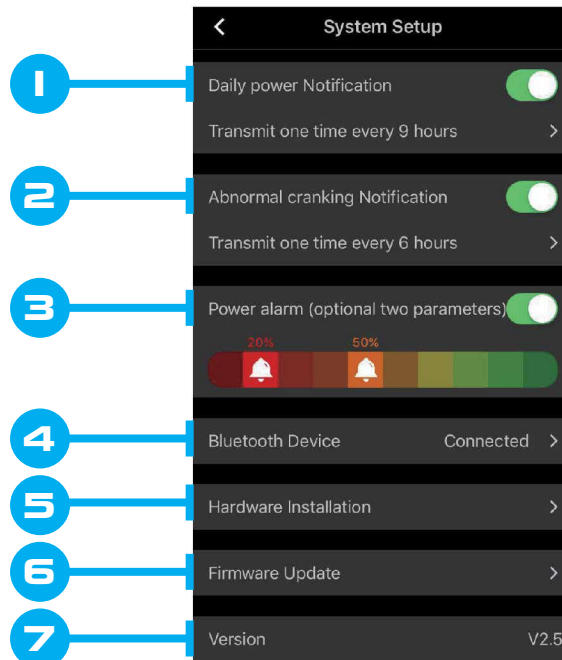 System Setup
1
Daily power Notification
Transmit one time every 9 hours
2
Abnormal cranking Notification
Transmit one time every 6 hours
3
Power alarm (optional two parameters)
20% 50%
4
Bluetooth Device Connected
5
Hardware Installation
6
Firmware Update
7
Version V2.5